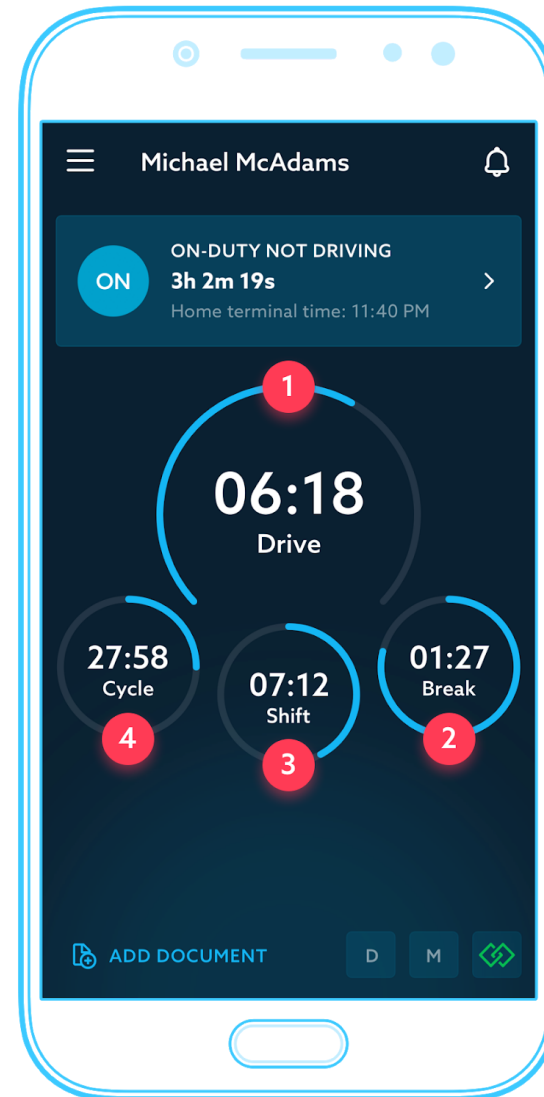 Michael McAdams
ON
ON-DUTY NOT DRIVING
3h 2m 19s
Home terminal time: 11:40 PM
1
06:18
Drive
27:58
Cycle
4
07:12
Shift
3
01:27
Break
2
ADD DOCUMENT
D
M